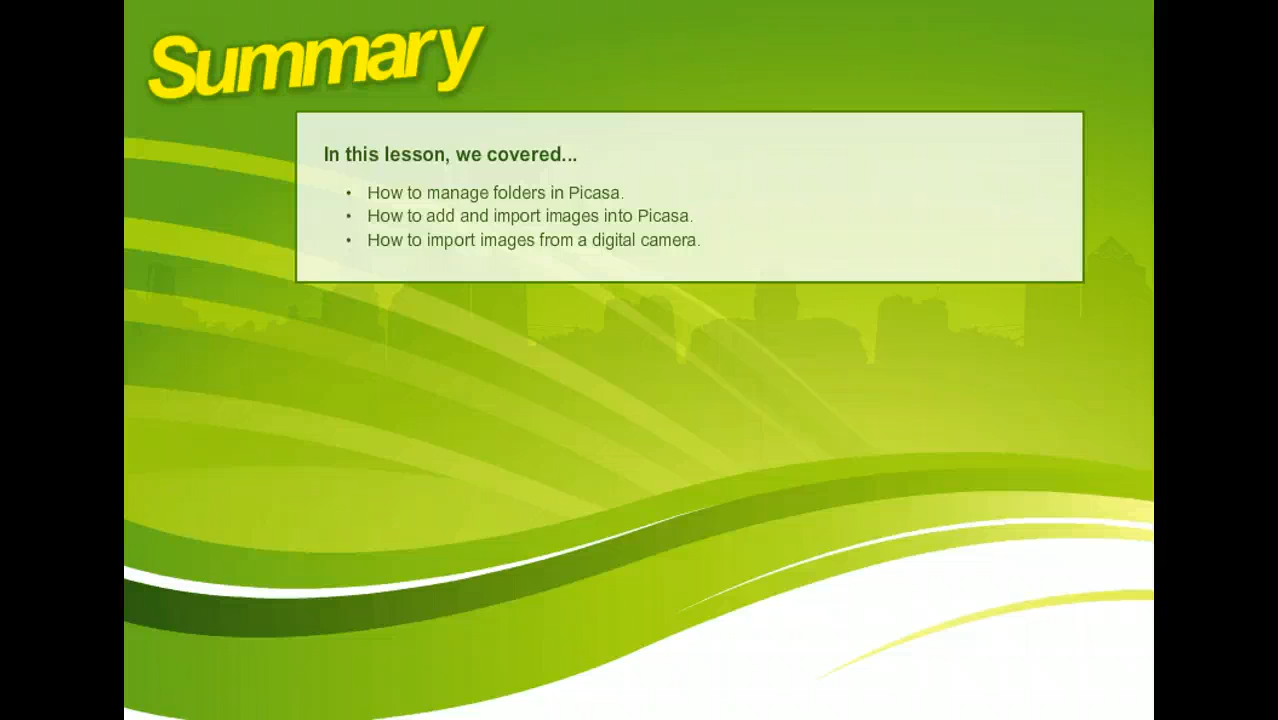 Summary
In this lesson, we covered...
• How to manage folders in Picasa.
• How to add and import images into Picasa.
• How to import images from a digital camera.